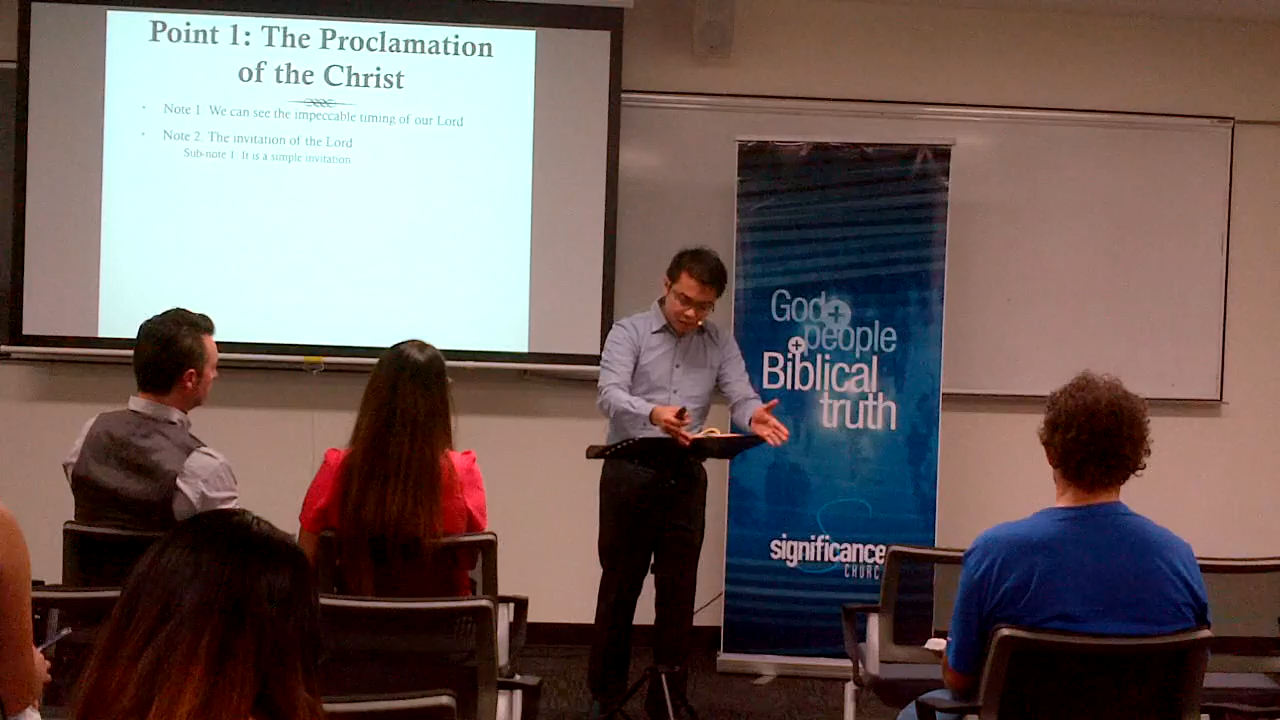 Point 1: The Proclamation
of the Christ
Note 1. We can see the impeccable timing of our Lord
Note 2. The invitation of the Lord
Sub-note 1. It is a simple invitation
God+
people
+Biblical
truth
significance
CHURC